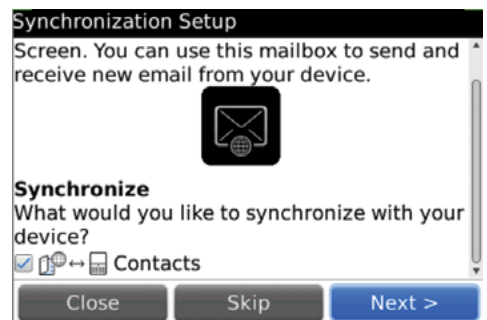 Synchronization Setup
Screen. You can use this mailbox to send and
receive new email from your device.
Synchronize
What would you like to synchronize with your
device?
Contacts
Close Skip Next >